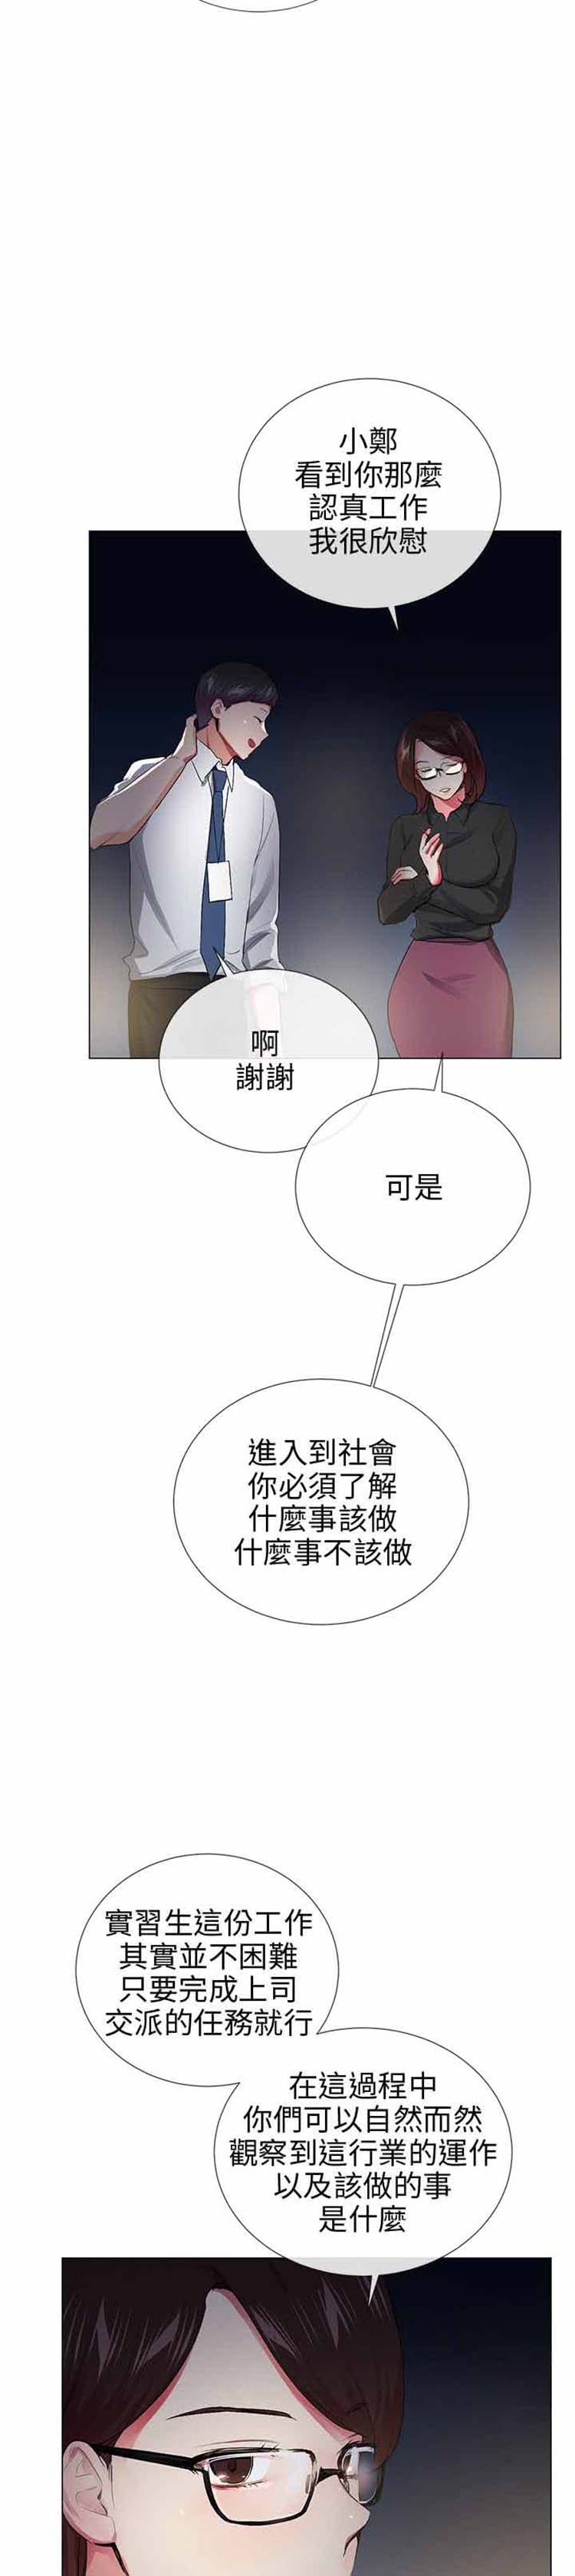 小鄭
看到你那麼
認真工作
我很欣慰
啊
謝謝
可是
進入到社會
你必須了解
什麼事該做
什麼事不該做
實習生這份工作
其實並不困難
只要完成上司
交派的任務就行
在這過程中
你們可以自然而然
觀察到這行業的運作
以及該做的事
是什麼